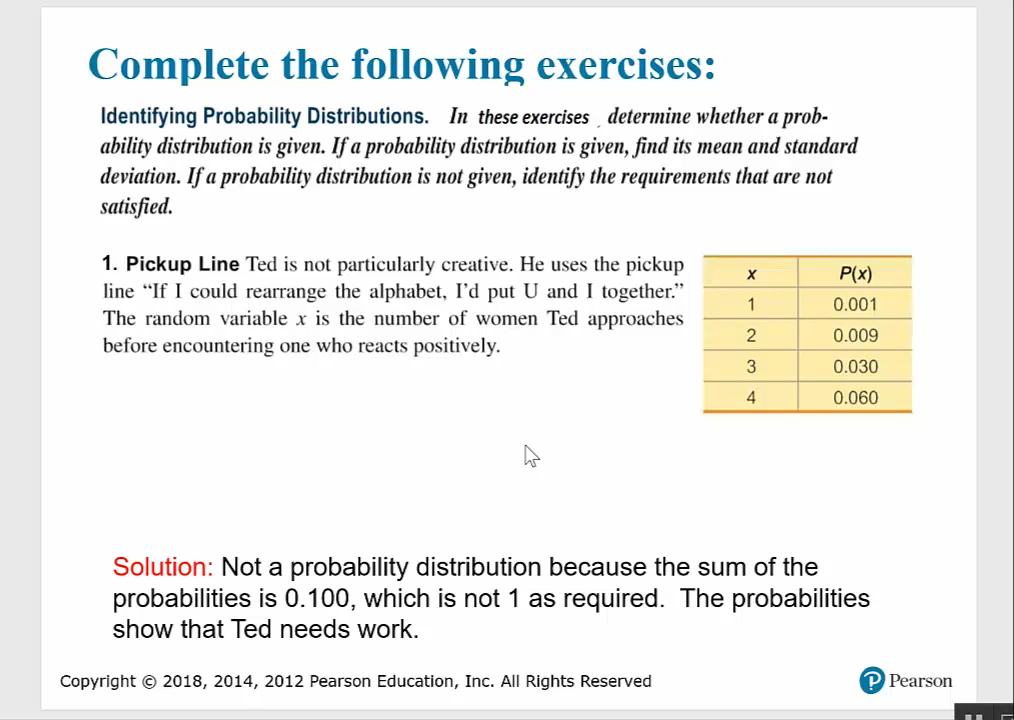 Complete the following exercises:
Identifying Probability Distributions. In these exercises , determine whether a prob-
ability distribution is given. If a probability distribution is given, find its mean and standard
deviation. If a probability distribution is not given, identify the requirements that are not
satisfied.
1. Pickup Line Ted is not particularly creative. He uses the pickup
line “If I could rearrange the alphabet, I’d put U and I together.”
The random variable x is the number of women Ted approaches
before encountering one who reacts positively.
x P(x)
1 0.001
2 0.009
3 0.030
4 0.060
Solution: Not a probability distribution because the sum of the
probabilities is 0.100, which is not 1 as required. The probabilities
show that Ted needs work.
Copyright © 2018, 2014, 2012 Pearson Education, Inc. All Rights Reserved
P Pearson